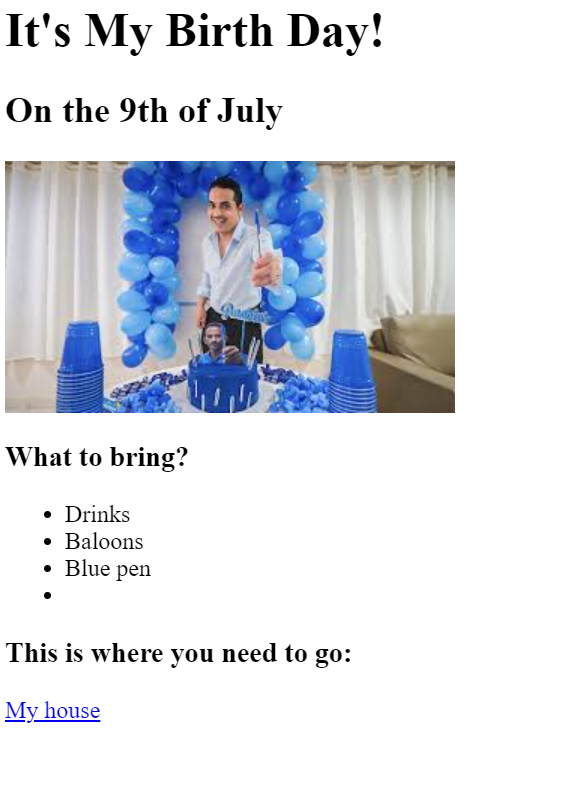 It's My Birth Day!
On the 9th of July
What to bring?
Drinks
Baloons
Blue pen
This is where you need to go:
My house